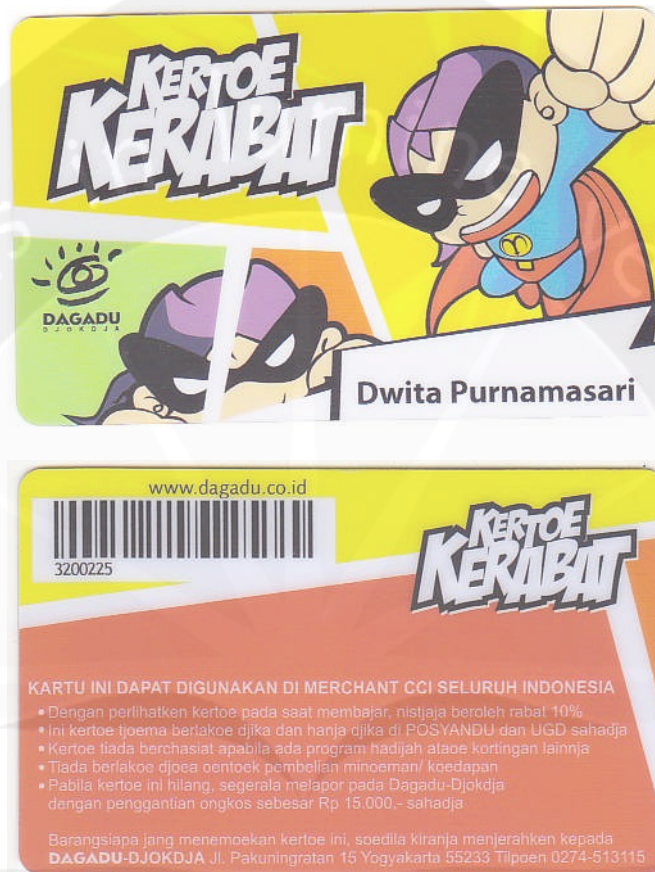 KERTOE
KERABAT
DAGADU
DJOKDJA
Dwita Purnamasari
www.dagadu.co.id
3200225
KERTOE
KERABAT
KARTU INI DAPAT DIGUNAKAN DI MERCHANT CCI SELURUH INDONESIA
• Dengan perlihatken kertoe pada saat membajar, nistjaja beroleh rabat 10%
• Ini kertoe tjoema berlakoe djika dan hanja djika di POSYANDU dan UGD sahadja
• Kertoe tiada berchasiat apabila ada program hadijah ataoe kortingan lainnja
• Tiada berlakoe djoea oentoek pembelian minoeman/ koedapan
• Pabila kertoe ini hilang, segerala melapor pada Dagadu-Djokdja
dengan penggantian ongkos sebesar Rp 15.000,- sahadja
Barangsiapa jang menemoekan kertoe ini, soedila kiranja menjerahken kepada
DAGADU-DJOKDJA Jl. Pakuningratan 15 Yogyakarta 55233 Tilpoen 0274-513115